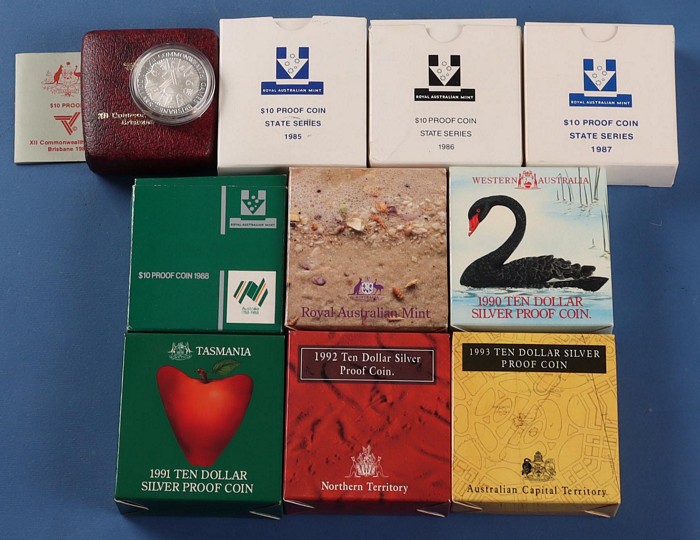 $10 PROOF
XII Commonwealth
Brisbane
XII
Brisbane
COMMONWEALTH
BRISBANE
ROYAL AUSTRALIAN MINT
$10 PROOF COIN
STATE SERIES
1985
ROYAL AUSTRALIAN MINT
$10 PROOF COIN
STATE SERIES
1986
ROYAL AUSTRALIAN MINT
$10 PROOF COIN
STATE SERIES
1987
ROYAL AUSTRALIAN MINT
$10 PROOF COIN 1988
Australia
1788-1988
Royal Australian Mint
WESTERN AUSTRALIA
1990 TEN DOLLAR
SILVER PROOF COIN.
TASMANIA
1991 TEN DOLLAR
SILVER PROOF COIN
1992 Ten Dollar Silver
Proof Coin.
Northern Territory
1993 TEN DOLLAR SILVER
PROOF COIN
Australian Capital Territory